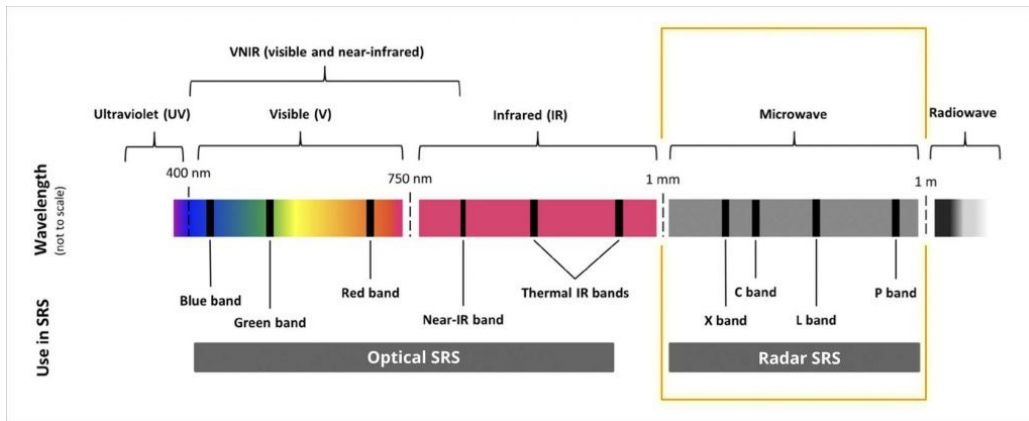 VNIR (visible and near-infrared)
Ultraviolet (UV)
Visible (V)
Infrared (IR)
Microwave
Radiowave
400 nm
750 nm
1 mm
1 m
Wavelength
(not to scale)
Blue band
Green band
Red band
Near-IR band
Thermal IR bands
X band
C band
L band
P band
Use in SRS
Optical SRS
Radar SRS